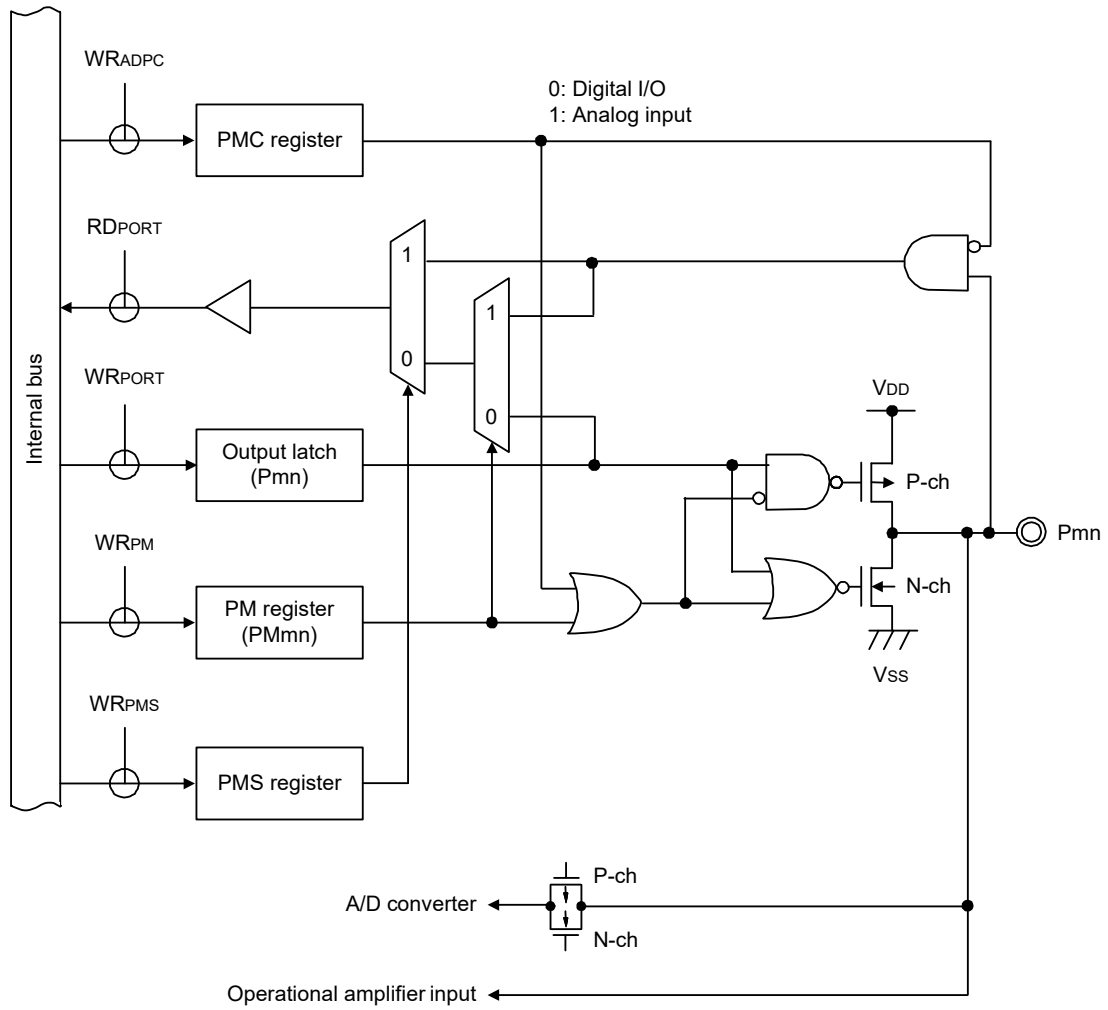 WRADPC
0: Digital I/O
1: Analog input
PMC register
RDPORT
1
1
0
WRPORT
Internal bus
VDD
0
Output latch
(Pmn)
P-ch
WRPM
Pmn
N-ch
PM register
(PMmn)
VSS
WRPMS
PMS register
P-ch
A/D converter
N-ch
Operational amplifier input